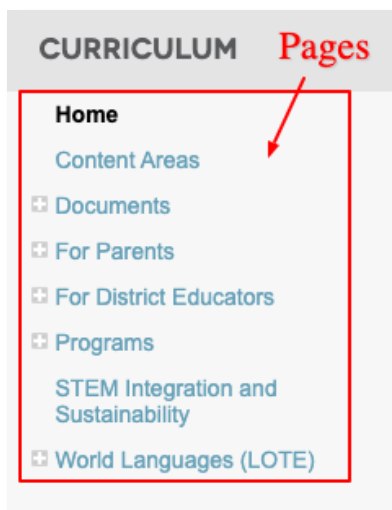 CURRICULUM Pages
Home
Content Areas
Documents
For Parents
For District Educators
Programs
STEM Integration and
Sustainability
World Languages (LOTE)